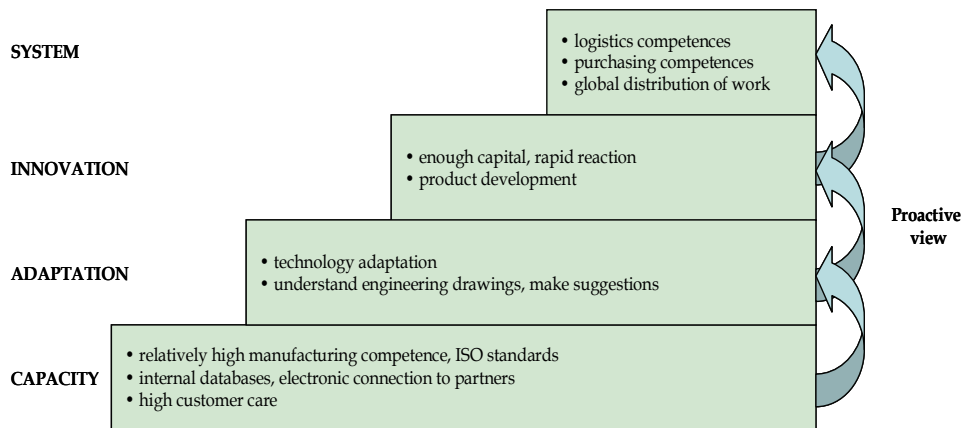 SYSTEM
• logistics competences
• purchasing competences
• global distribution of work
INNOVATION
• enough capital, rapid reaction
• product development
Proactive
view
ADAPTATION
• technology adaptation
• understand engineering drawings, make suggestions
CAPACITY
• relatively high manufacturing competence, ISO standards
• internal databases, electronic connection to partners
• high customer care